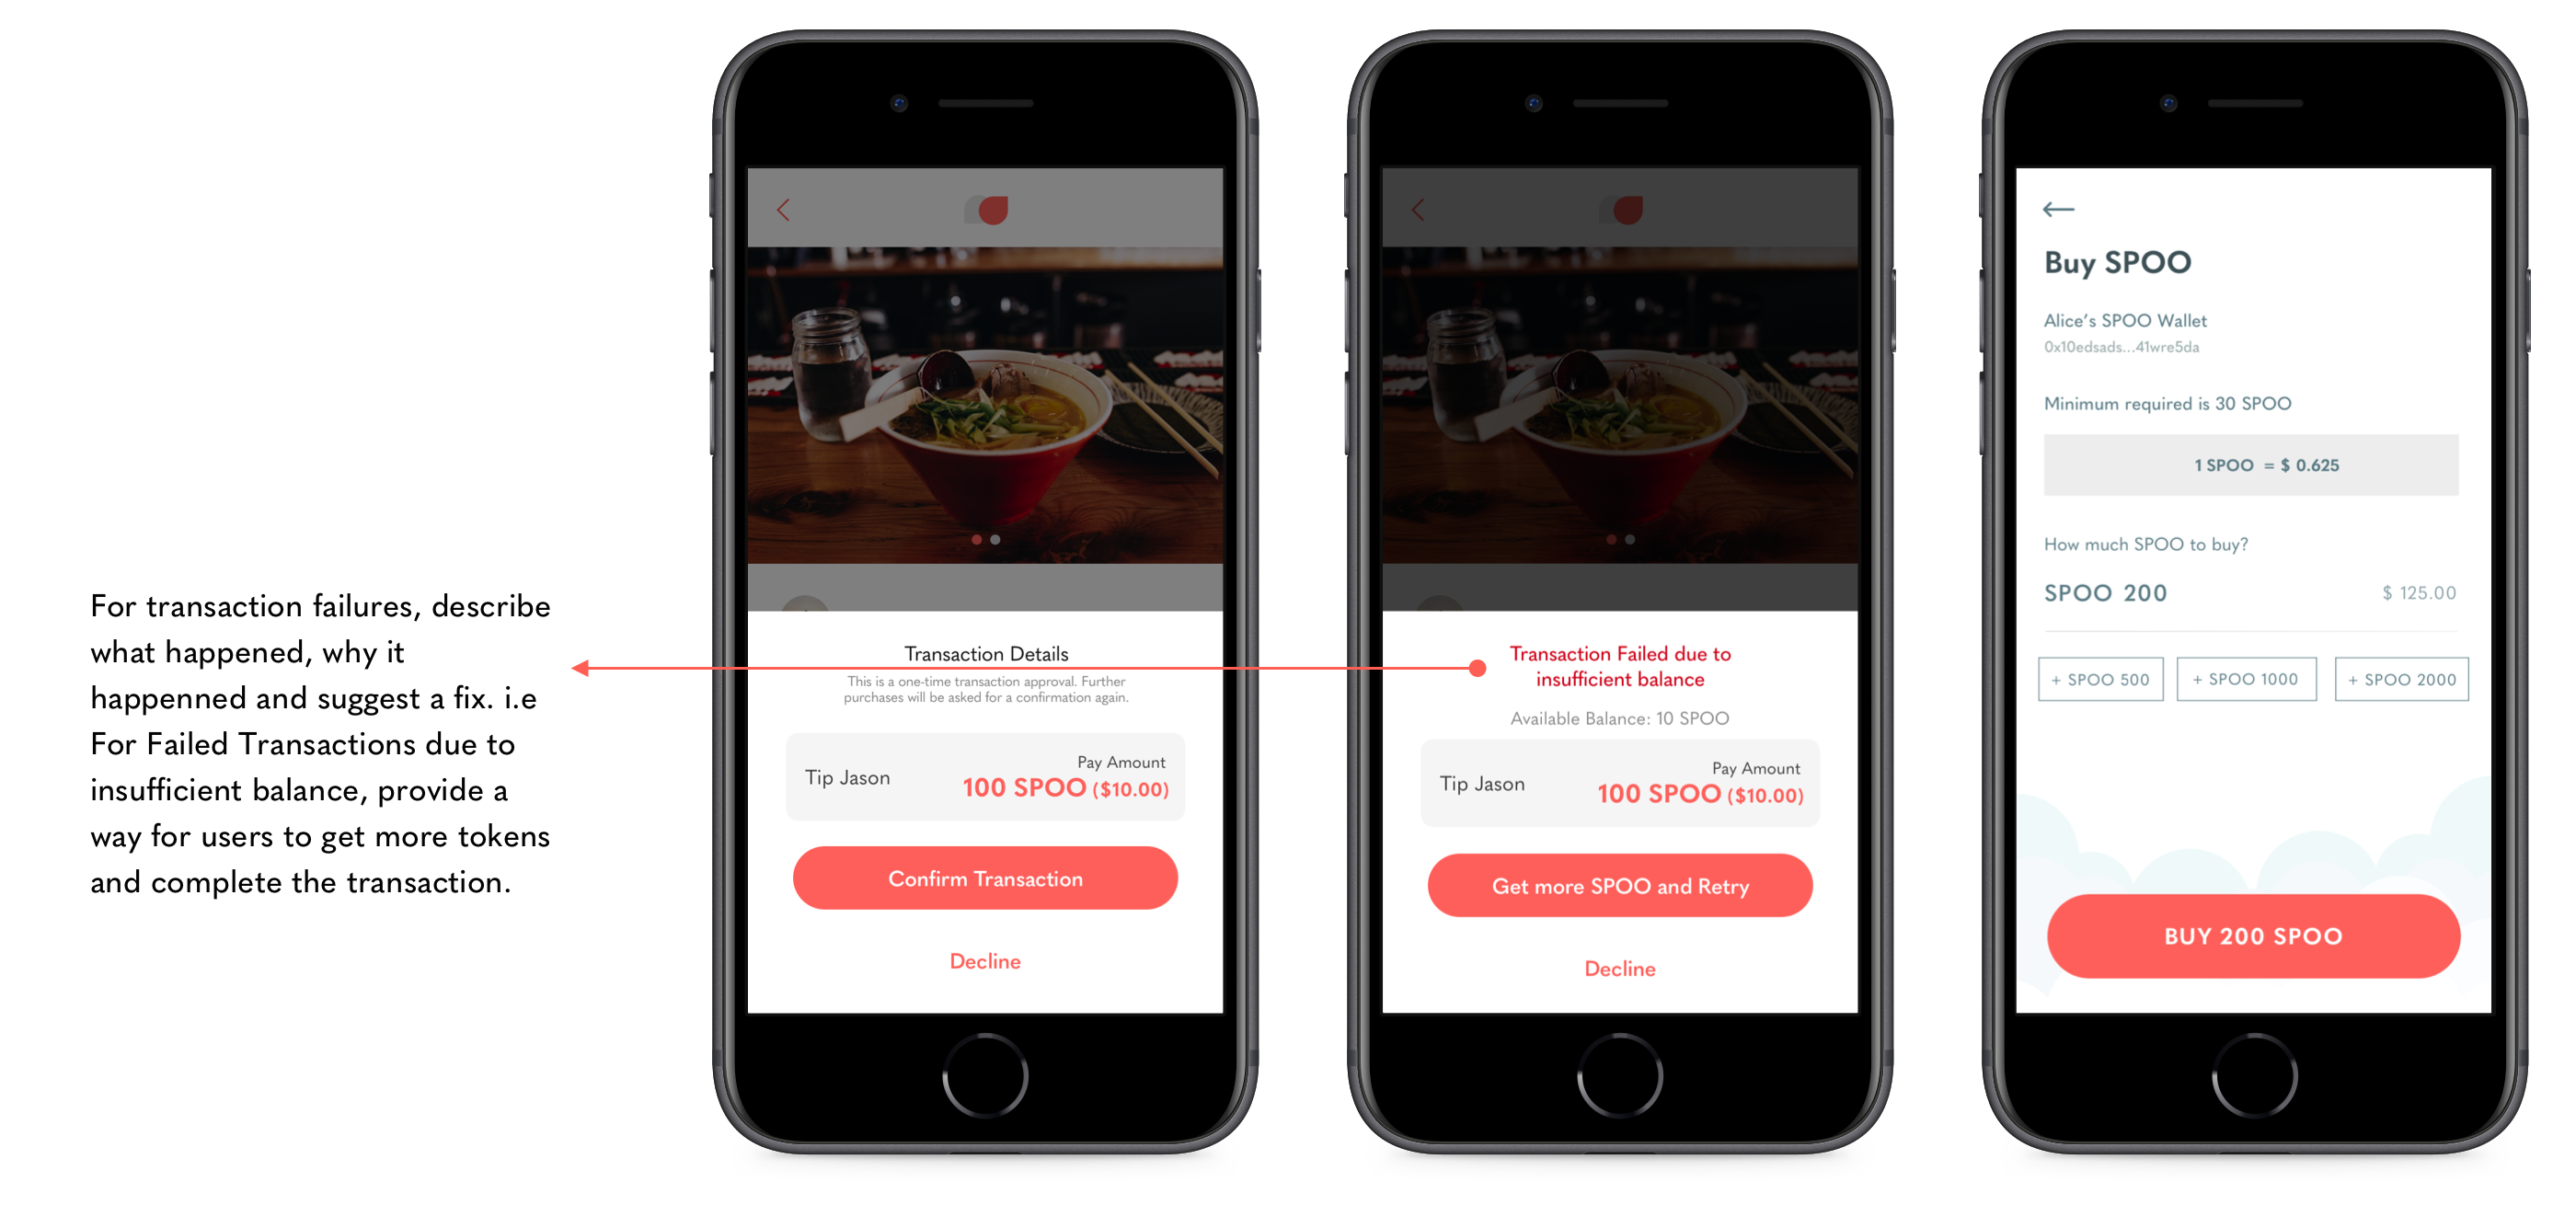 For transaction failures, describe
what happened, why it
happenned and suggest a fix. i.e
For Failed Transactions due to
insufficient balance, provide a
way for users to get more tokens
and complete the transaction.
Transaction Details
This is a one-time transaction approval. Further
purchases will be asked for a confirmation again.
Tip Jason
Pay Amount
100 SPOO ($10.00)
Confirm Transaction
Decline
Transaction Failed due to
insufficient balance
Available Balance: 10 SPOO
Tip Jason
Pay Amount
100 SPOO ($10.00)
Get more SPOO and Retry
Decline
Buy SPOO
Alice's SPOO Wallet
0x10edsads...41wre5da
Minimum required is 30 SPOO
1 SPOO = $ 0.625
How much SPOO to buy?
SPOO 200 $ 125.00
+ SPOO 500 + SPOO 1000 + SPOO 2000
BUY 200 SPOO